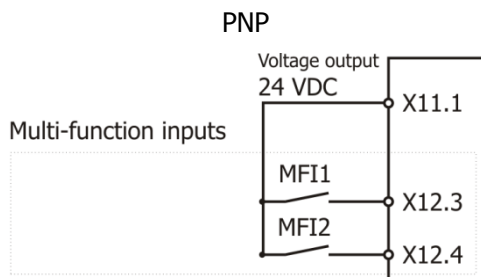 PNP
Voltage output
24 VDC
X11.1
Multi-function inputs
MFI1
X12.3
MFI2
X12.4